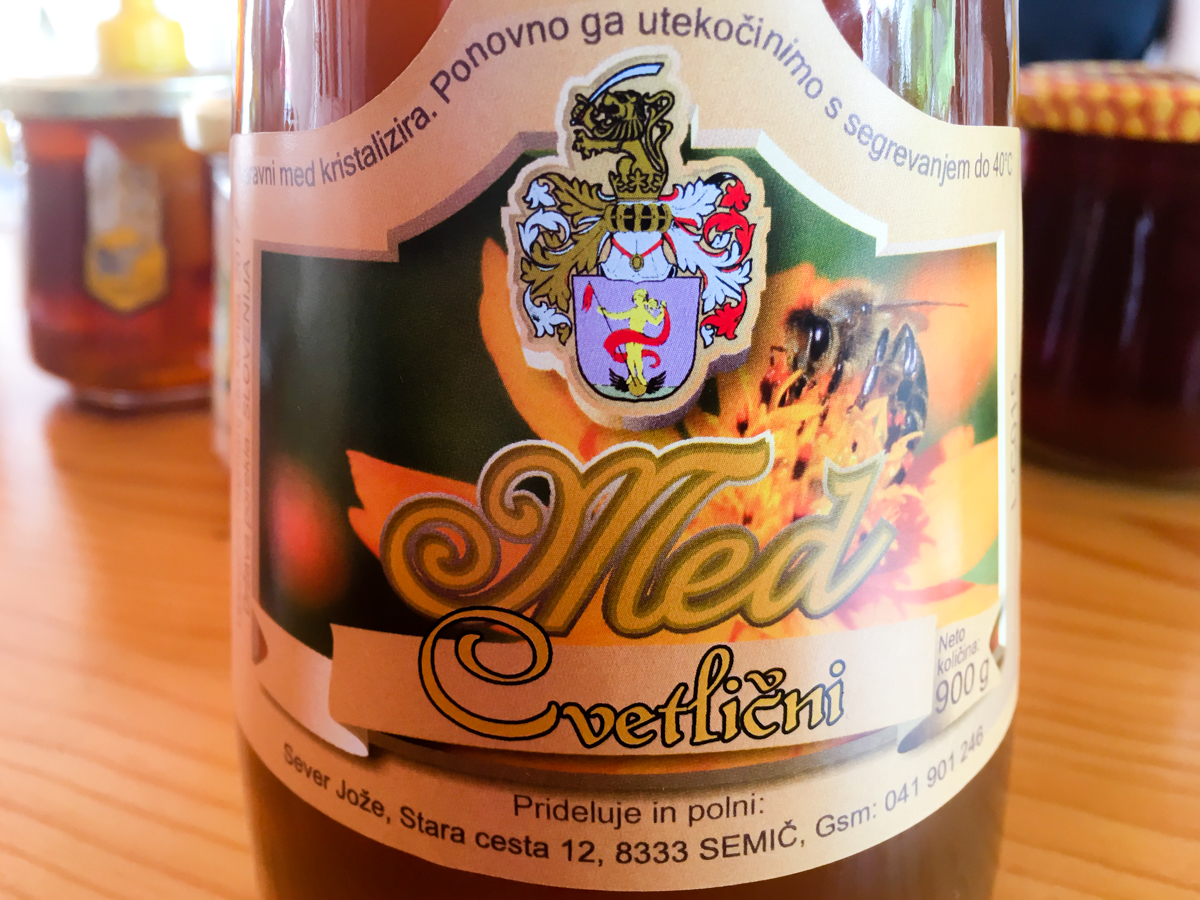 med kristalizira. Ponovno ga utekočinimo s segrevanjem do 40°C
SLOVENIJA
Med
Cvetlični
Neto
količina:
900 g
Prideluje in polni:
Sever Jože, Stara cesta 12, 8333 SEMIČ, Gsm: 041 901 246